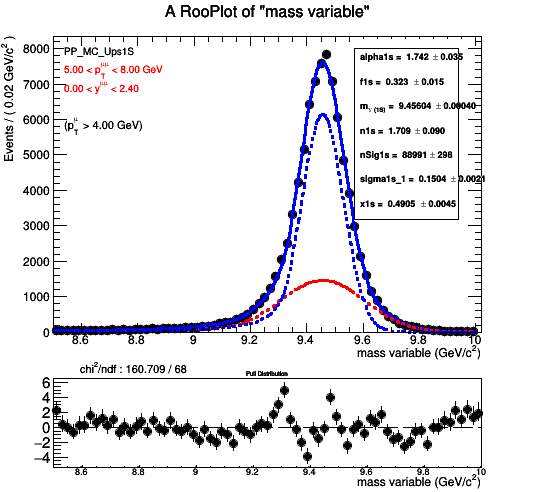 A RooPlot of "mass variable"
Events / ( 0.02 GeV/c² )
8000
7000
6000
5000
4000
3000
2000
1000
0
PP_MC_Ups1S
5.00 < p_T^μμ < 8.00 GeV
0.00 < y^μμ < 2.40
(p_T^μ > 4.00 GeV)
alpha1s = 1.742 ± 0.035
f1s = 0.323 ± 0.015
m_ϒ(1S) = 9.45604 ± 0.00040
n1s = 1.709 ± 0.090
nSig1s = 88991 ± 298
sigma1s_1 = 0.1504 ± 0.0021
x1s = 0.4905 ± 0.0045
8.6 8.8 9 9.2 9.4 9.6 9.8 10
mass variable (GeV/c²)
chi²/ndf : 160.709 / 68
Pull Distribution
6
4
2
0
−2
−4
8.6 8.8 9 9.2 9.4 9.6 9.8 10
mass variable (GeV/c²)